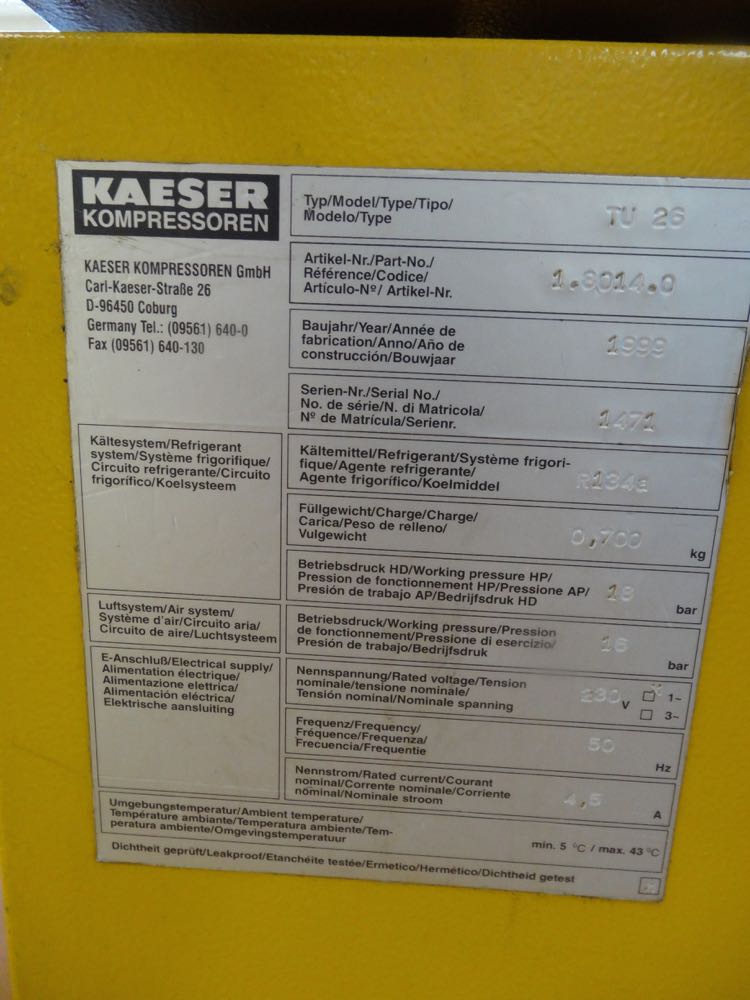 KAESER
KOMPRESSOREN
KAESER KOMPRESSOREN GmbH
Carl-Kaeser-Straße 26
D-96450 Coburg
Germany Tel.: (09561) 640-0
Fax (09561) 640-130
Typ/Model/Type/Tipo/
Modelo/Type
TU 26
Artikel-Nr./Part-No./
Référence/Codice/
Artículo-Nº/ Artikel-Nr.
1.8014.0
Baujahr/Year/Année de
fabrication/Anno/Año de
construcción/Bouwjaar
1999
Serien-Nr./Serial No./
No. de série/N. di Matricola/
Nº de Matrícula/Serienr.
1471
Kältesystem/Refrigerant
system/Système frigorifique/
Circuito refrigerante/Circuito
frigorífico/Koelsysteem
Kältemittel/Refrigerant/Système frigori-
fique/Agente refrigerante/
Agente frigorífico/Koelmiddel
R134a
Füllgewicht/Charge/Charge/
Carica/Peso de relleno/
Vulgewicht
0,700
kg
Betriebsdruck HD/Working pressure HP/
Pression de fonctionnement HP/Pressione AP/
Presión de trabajo AP/Bedrijfsdruk HD
18
bar
Luftsystem/Air system/
Système d'air/Circuito aria/
Circuito de aire/Luchtsysteem
Betriebsdruck/Working pressure/Pression
de fonctionnement/Pressione di esercizio/
Presión de trabajo/Bedrijfsdruk
16
bar
E-Anschluß/Electrical supply/
Alimentation électrique/
Alimentazione elettrica/
Alimentación eléctrica/
Elektrische aansluiting
Nennspannung/Rated voltage/Tension
nominale/tensione nominale/
Tensión nominal/Nominale spanning
230 V
1~
3~
Frequenz/Frequency/
Fréquence/Frequenza/
Frecuencia/Frequentie
50
Hz
Nennstrom/Rated current/Courant
nominal/Corrente nominale/Corriente
nominal/Nominale stroom
4,5
A
Umgebungstemperatur/Ambient temperature/
Température ambiante/Temperatura ambiente/Tem-
peratura ambiente/Omgevingstemperatuur
min. 5 °C / max. 43 °C
Dichtheit geprüft/Leakproof/Etanchéite testée/Ermetico/Hermético/Dichtheid getest